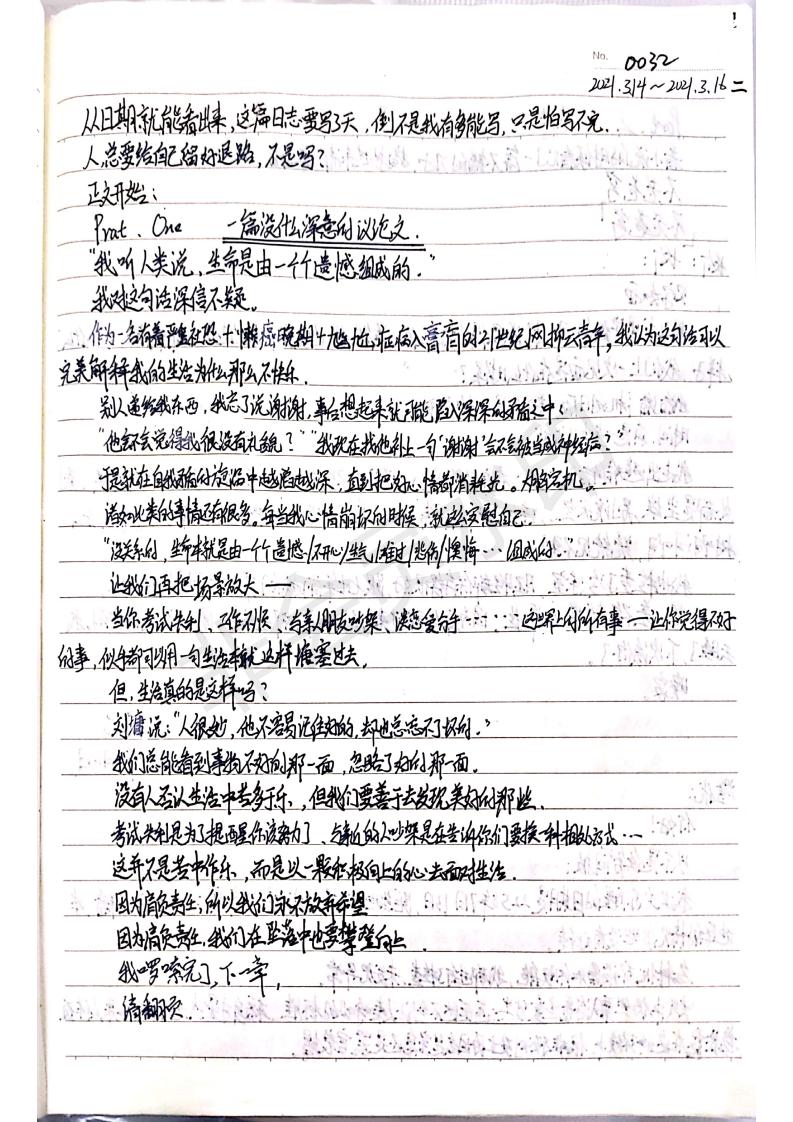 No. 0032
2021.3.14～2021.3.16 二
从日期就能看出来，这篇日志要写3天，倒不是我有多能写，只是怕写不完.
人总要给自己留好退路，不是吗？
正文开始：
Prat. One 一篇没什么深意的议论文.
“我听人类说，生命是由一个个遗憾组成的.”
我对这句话深信不疑。
作为一名有着严重社恐+懒癌晚期+尴尬症病入膏肓的21世纪网抑云青年，我认为这句话可以
完美解释我的生活为什么那么不快乐.
别人递给我东西，我忘了说谢谢，事后想起来就可能陷入深深的矛盾之中：
“他会不会觉得我很没有礼貌？”“我现在找他补上一句‘谢谢’会不会被当成神经病？”
于是就在自我矛盾的旋涡中越陷越深，直到把好心情都消耗光。大脑宕机。
诸如此类的事情还有很多。每当我心情崩坏的时候，就这么安慰自己.
“没关系的，生命本就是由一个个遗憾/不开心/生气/难过/悲伤/懊悔…组成的.”
让我们再把场景放大——
当你考试失利、工作不快、与亲人朋友吵架、谈恋爱分手……这世界上的所有事——让你觉得不好
的事，似乎都可以用一句生活本就这样搪塞过去.
但，生活真的是这样吗？
刘墉说：“人很妙，他不容易记住好的，却也总忘不了坏的.”
我们总能看到事物不好的那一面，忽略了好的那一面.
没有人否认生活中苦多于乐，但我们要善于去发现美好的那些.
考试失利是为了提醒你该努力了、与亲近的人吵架是在告诉你们要换一种相处方式…
这并不是苦中作乐，而是以一颗积极向上的心去面对生活.
因为肩负责任，所以我们永不放弃希望
因为肩负责任，我们在坠落中也要攀登向上.
我啰嗦完了，下一章，
请翻页.